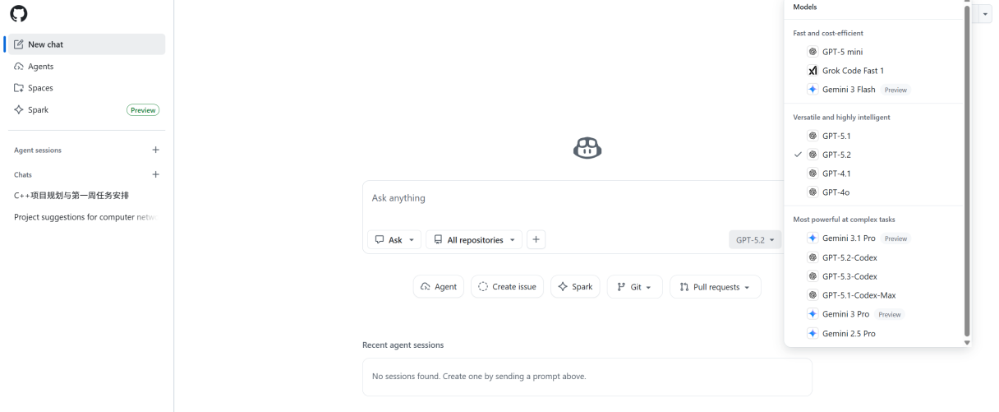 New chat
Agents
Spaces
Spark Preview
Agent sessions
Chats
C++项目规划与第一周任务安排
Project suggestions for computer netw
Ask anything
Ask
All repositories
GPT-5.2
Agent
Create issue
Spark
Git
Pull requests
Recent agent sessions
No sessions found. Create one by sending a prompt above.
Models
Fast and cost-efficient
GPT-5 mini
Grok Code Fast 1
Gemini 3 Flash Preview
Versatile and highly intelligent
GPT-5.1
GPT-5.2
GPT-4.1
GPT-4o
Most powerful at complex tasks
Gemini 3.1 Pro Preview
GPT-5.2-Codex
GPT-5.3-Codex
GPT-5.1-Codex-Max
Gemini 3 Pro Preview
Gemini 2.5 Pro